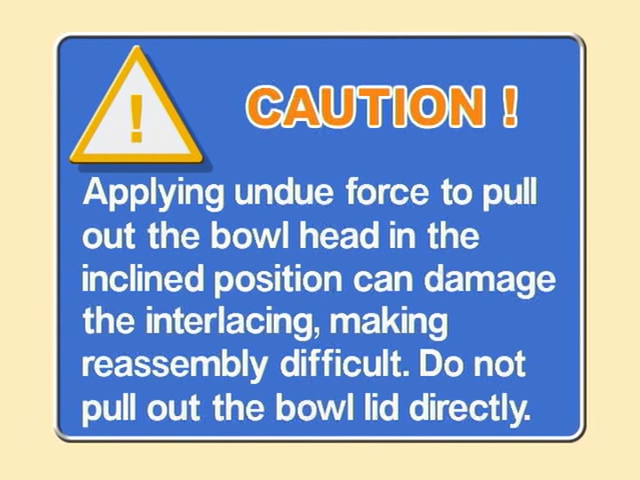 !
CAUTION !
Applying undue force to pull
out the bowl head in the
inclined position can damage
the interlacing, making
reassembly difficult. Do not
pull out the bowl lid directly.